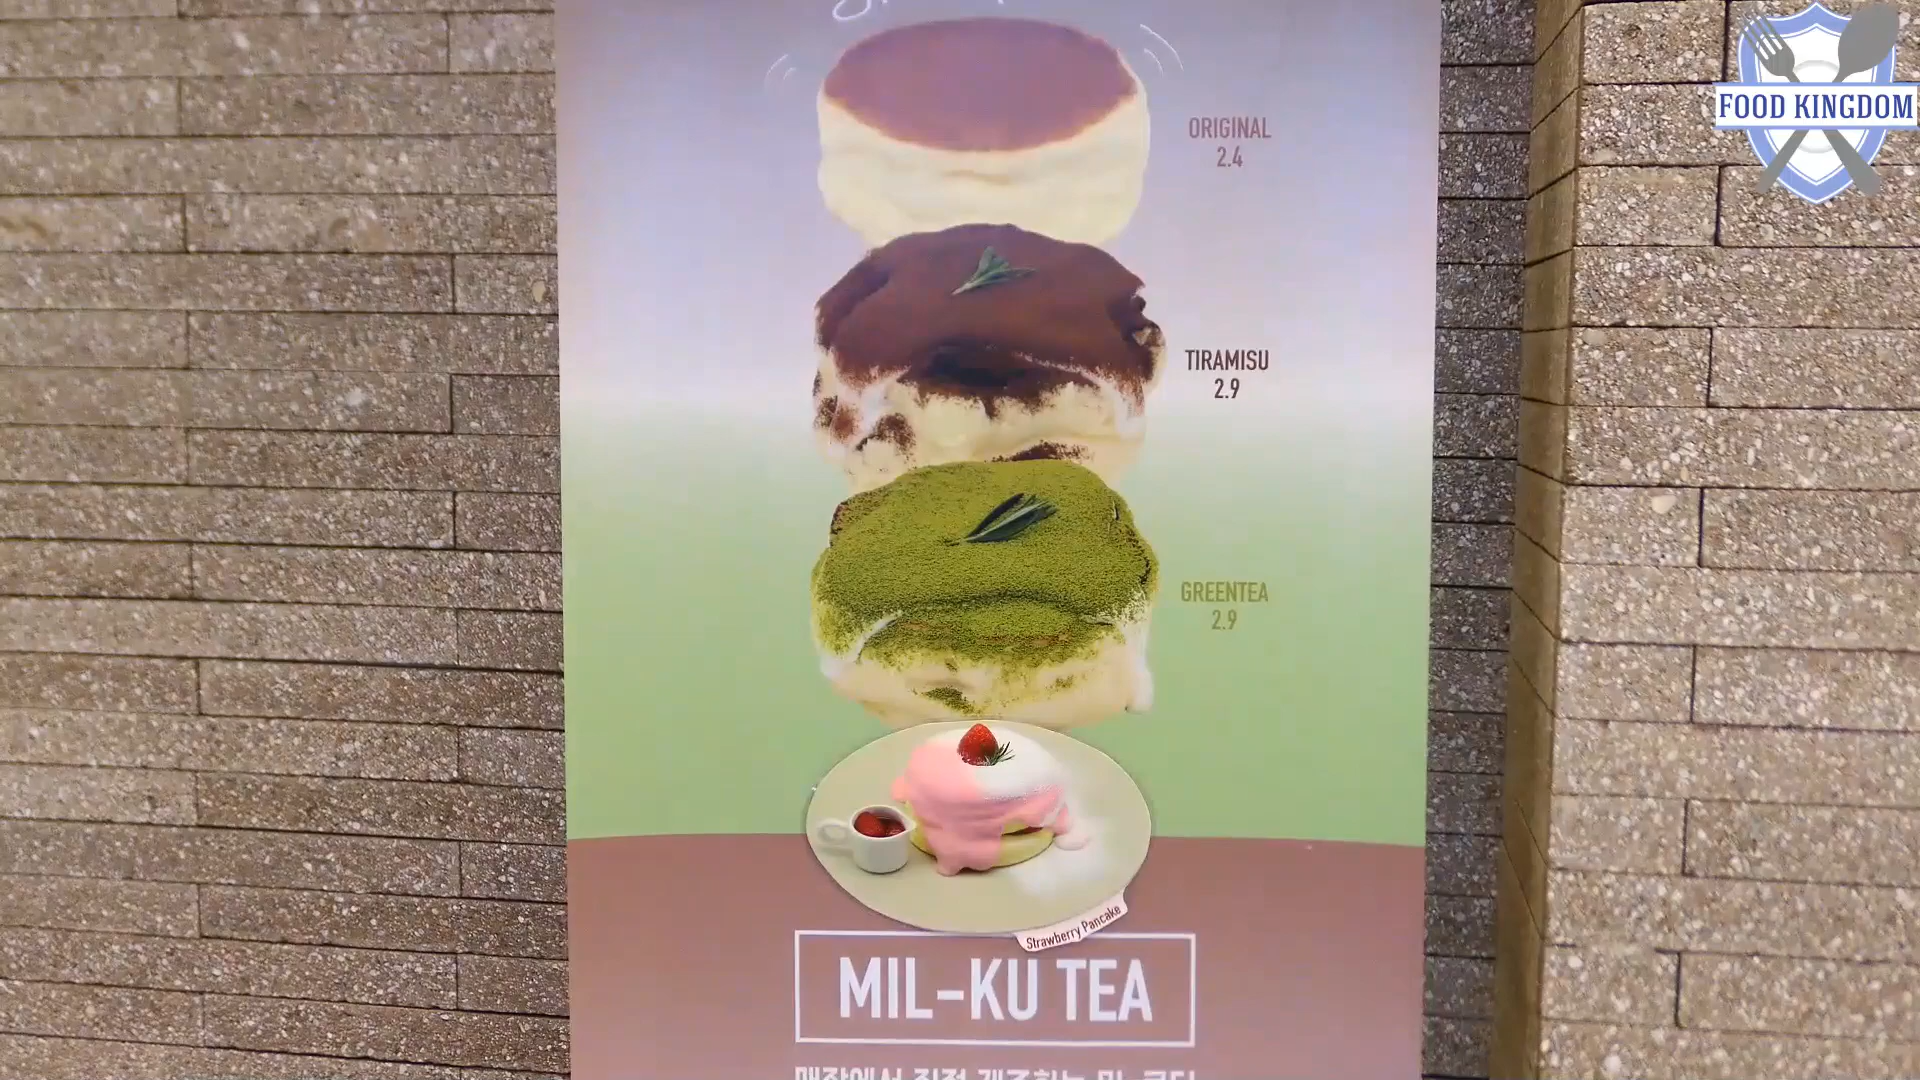 FOOD KINGDOM
ORIGINAL
2.4
TIRAMISU
2.9
GREENTEA
2.9
Strawberry Pancake
MIL-KU TEA